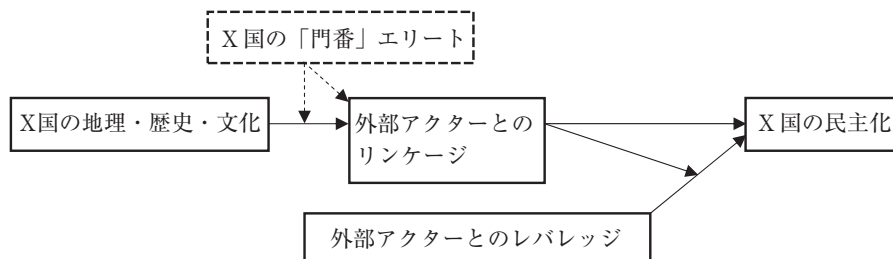 X国の「門番」エリート
X国の地理・歴史・文化
外部アクターとの
リンケージ
X国の民主化
外部アクターとのレバレッジ